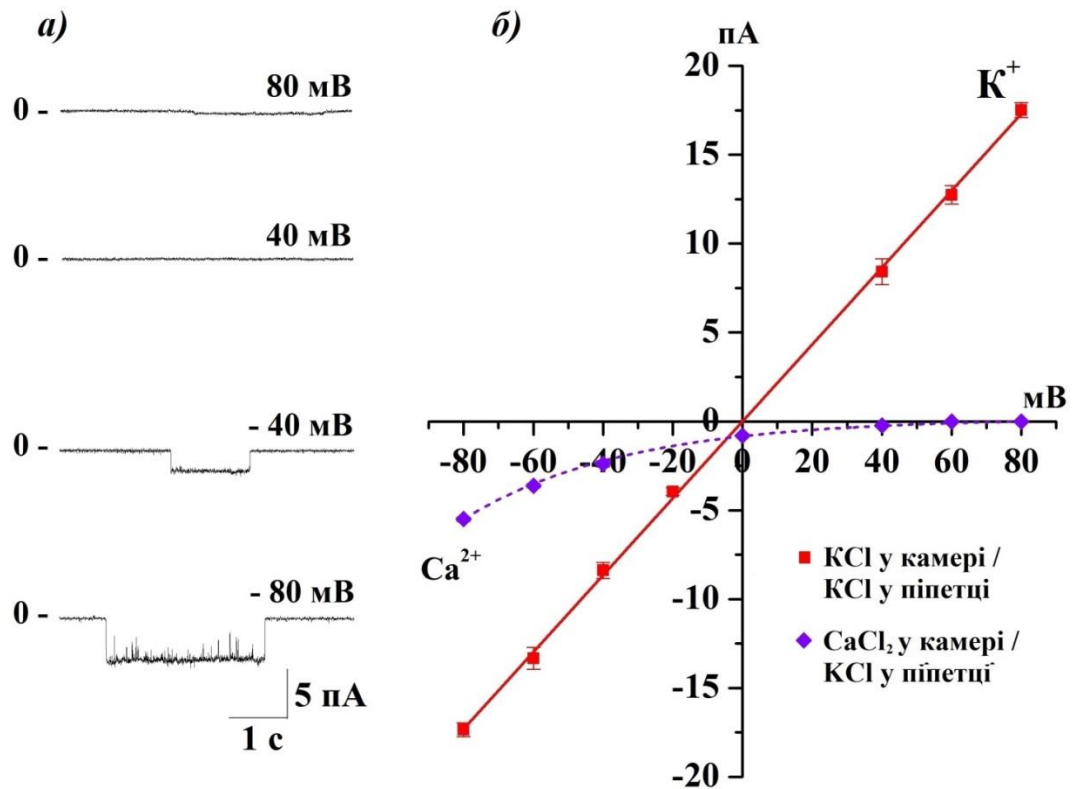 а)
80 мВ
0 -
40 мВ
0 -
- 40 мВ
0 -
- 80 мВ
0 -
5 пА
1 с
б)
пА
20
15
10
5
0
-5
-10
-15
-20
K⁺
мВ
-80 -60 -40 -20 0 20 40 60 80
Ca²⁺
KCl у камері /
KCl у піпетці
CaCl₂ у камері /
KCl у піпетці